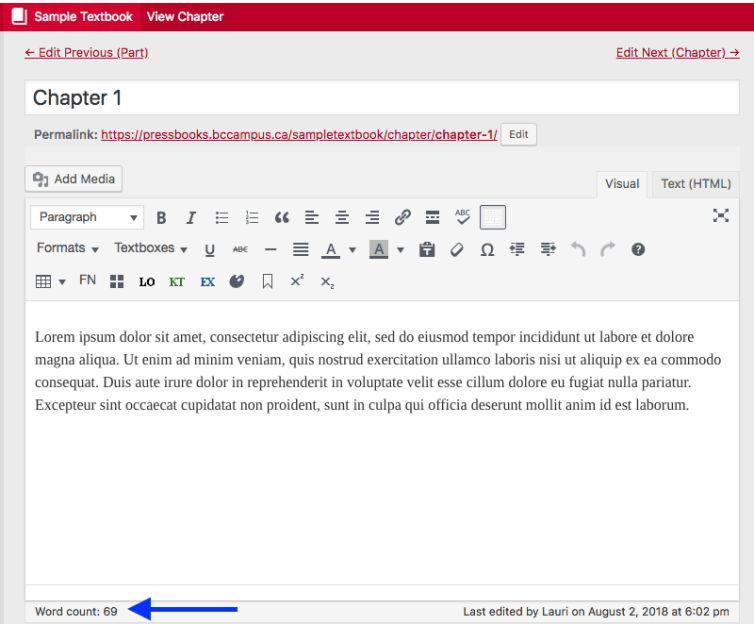 Sample Textbook View Chapter
← Edit Previous (Part) Edit Next (Chapter) →
Chapter 1
Permalink: https://pressbooks.bccampus.ca/sampletextbook/chapter/chapter-1/ Edit
Add Media
Visual Text (HTML)
Paragraph B I “ ABC
Formats Textboxes U ABE A A T Ω ?
FN LO KT EX x² x₂
Lorem ipsum dolor sit amet, consectetur adipiscing elit, sed do eiusmod tempor incididunt ut labore et dolore
magna aliqua. Ut enim ad minim veniam, quis nostrud exercitation ullamco laboris nisi ut aliquip ex ea commodo
consequat. Duis aute irure dolor in reprehenderit in voluptate velit esse cillum dolore eu fugiat nulla pariatur.
Excepteur sint occaecat cupidatat non proident, sunt in culpa qui officia deserunt mollit anim id est laborum.
Word count: 69 Last edited by Lauri on August 2, 2018 at 6:02 pm